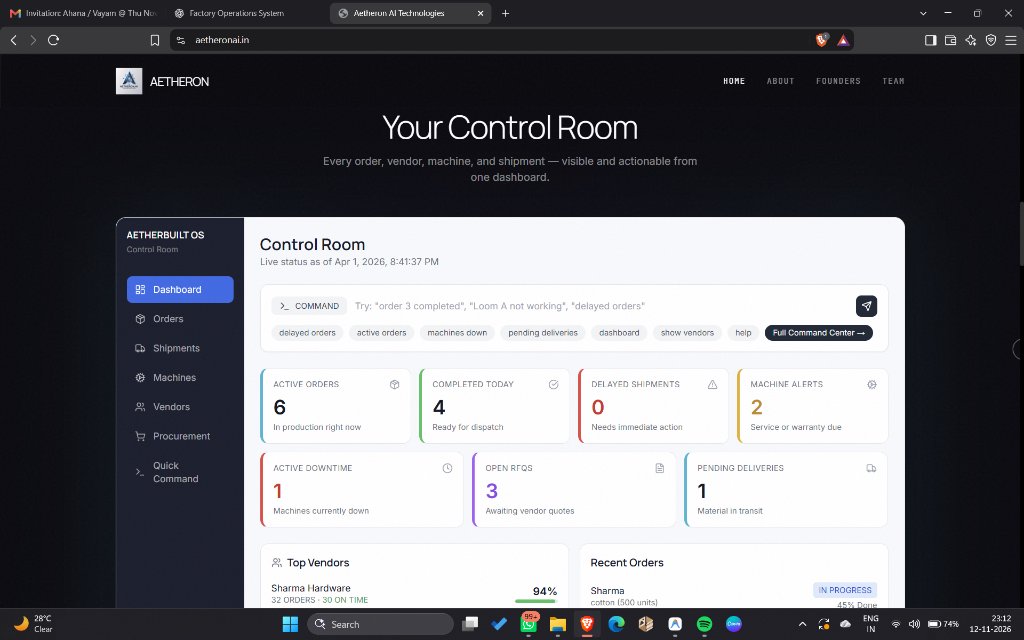 Invitation: Ahana / Vayam @ Thu Nov
Factory Operations System
Aetheron AI Technologies
aetheronai.in
AETHERON
HOME
ABOUT
FOUNDERS
TEAM
Your Control Room
Every order, vendor, machine, and shipment — visible and actionable from
one dashboard.
AETHERBUILT OS
Control Room
Dashboard
Orders
Shipments
Machines
Vendors
Procurement
Quick
Command
Control Room
Live status as of Apr 1, 2026, 8:41:37 PM
>_ COMMAND
Try: "order 3 completed", "Loom A not working", "delayed orders"
delayed orders
active orders
machines down
pending deliveries
dashboard
show vendors
help
Full Command Center →
ACTIVE ORDERS
6
In production right now
COMPLETED TODAY
4
Ready for dispatch
DELAYED SHIPMENTS
0
Needs immediate action
MACHINE ALERTS
2
Service or warranty due
ACTIVE DOWNTIME
1
Machines currently down
OPEN RFQS
3
Awaiting vendor quotes
PENDING DELIVERIES
1
Material in transit
Top Vendors
Sharma Hardware
32 ORDERS · 30 ON TIME
94%
Recent Orders
Sharma
cotton (500 units)
IN PROGRESS
45% Done
28°C
Clear
Search
99+
ENG
IN
74%
23:12
12-11-2026